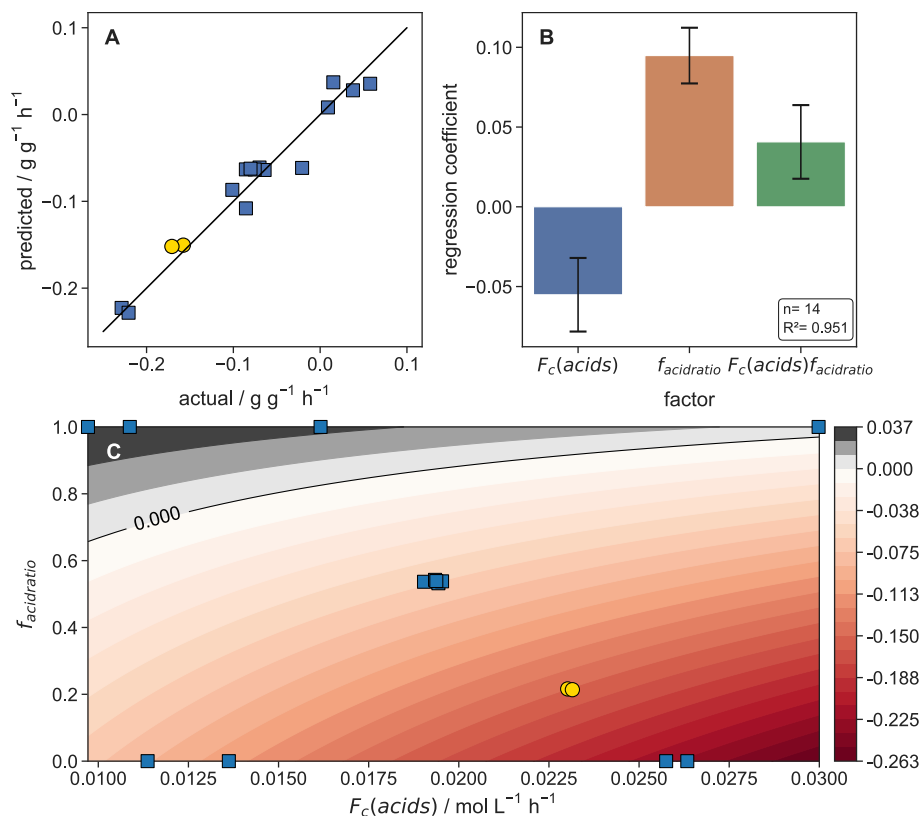 A
0.1
0.0
−0.1
−0.2
predicted / g g⁻¹ h⁻¹
−0.2 −0.1 0.0 0.1
actual / g g⁻¹ h⁻¹
B
0.10
0.05
0.00
−0.05
regression coefficient
n= 14
R²= 0.951
F_c(acids) f_acidratio F_c(acids)f_acidratio
factor
C
1.0
0.8
0.6
0.4
0.2
0.0
f_acidratio
0.000
0.0100 0.0125 0.0150 0.0175 0.0200 0.0225 0.0250 0.0275 0.0300
F_c(acids) / mol L⁻¹ h⁻¹
0.037
0.000
-0.038
-0.075
-0.113
-0.150
-0.188
-0.225
-0.263